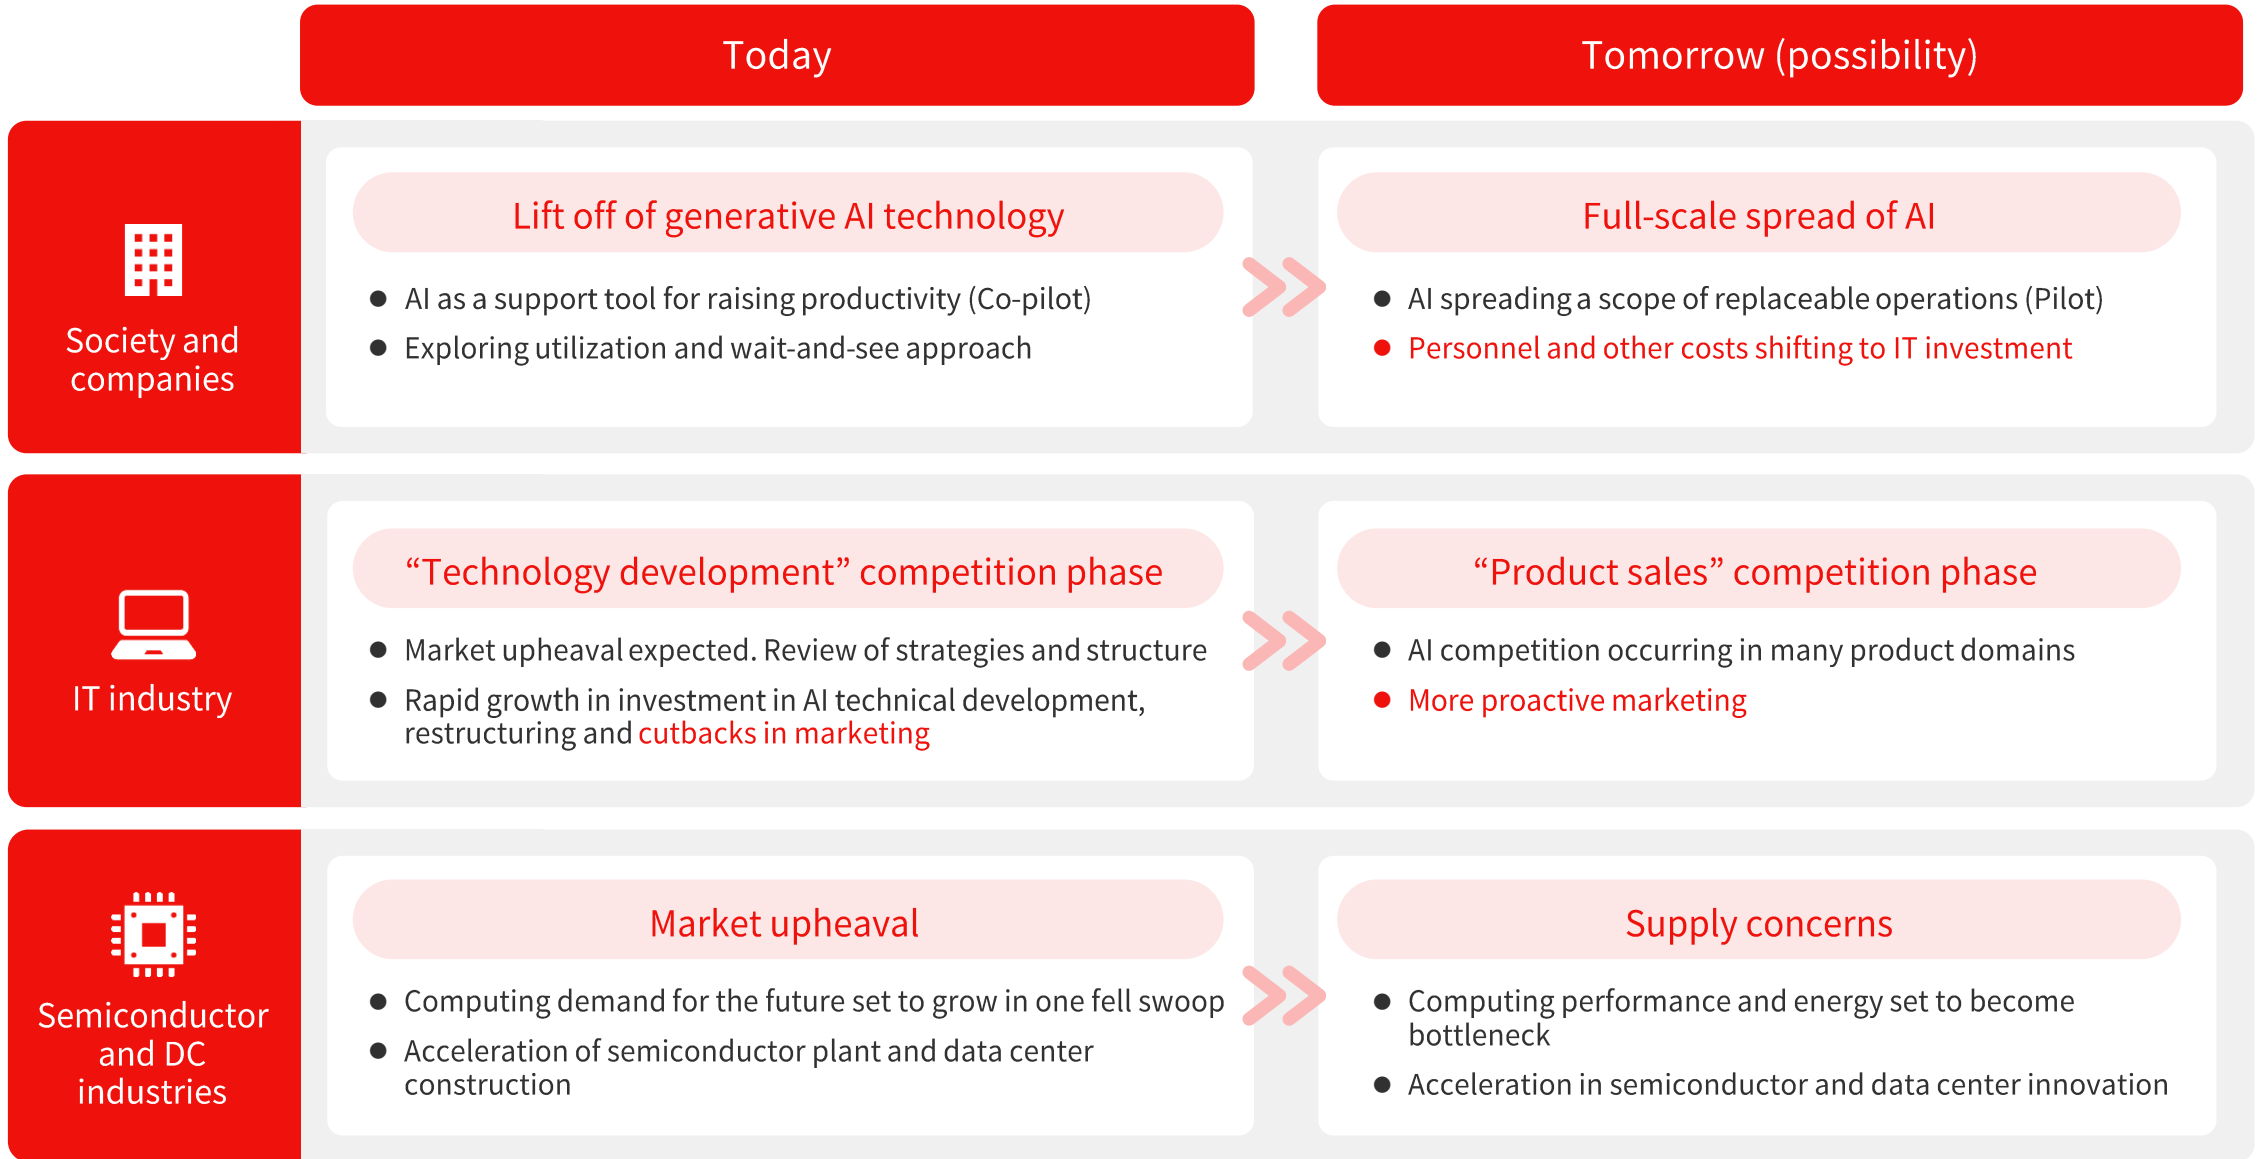 Today
Tomorrow (possibility)
Society and
companies
Lift off of generative AI technology
● AI as a support tool for raising productivity (Co-pilot)
● Exploring utilization and wait-and-see approach
Full-scale spread of AI
● AI spreading a scope of replaceable operations (Pilot)
● Personnel and other costs shifting to IT investment
IT industry
“Technology development” competition phase
● Market upheaval expected. Review of strategies and structure
● Rapid growth in investment in AI technical development,
restructuring and cutbacks in marketing
“Product sales” competition phase
● AI competition occurring in many product domains
● More proactive marketing
Semiconductor
and DC
industries
Market upheaval
● Computing demand for the future set to grow in one fell swoop
● Acceleration of semiconductor plant and data center
construction
Supply concerns
● Computing performance and energy set to become
bottleneck
● Acceleration in semiconductor and data center innovation